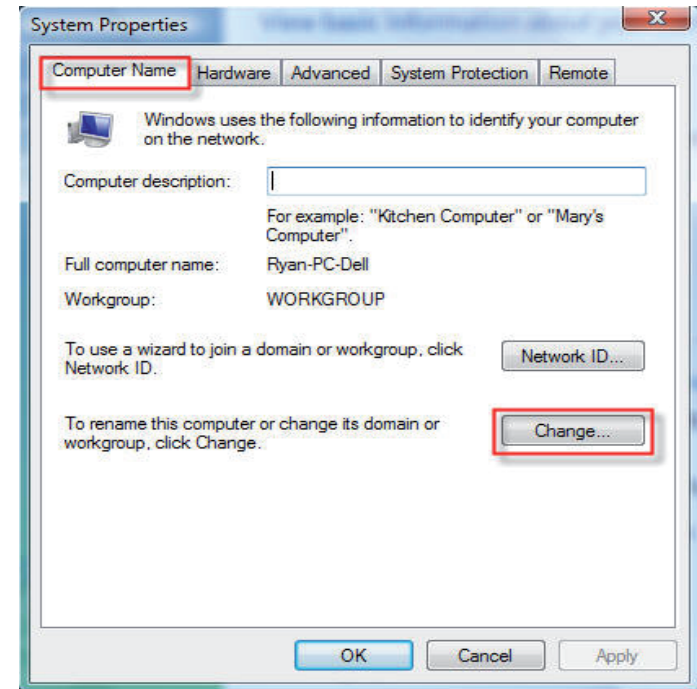 System Properties
Computer Name Hardware Advanced System Protection Remote
Windows uses the following information to identify your computer
on the network.
Computer description:
For example: "Kitchen Computer" or "Mary's
Computer".
Full computer name: Ryan-PC-Dell
Workgroup: WORKGROUP
To use a wizard to join a domain or workgroup, click
Network ID.
Network ID...
To rename this computer or change its domain or
workgroup, click Change.
Change...
OK Cancel Apply